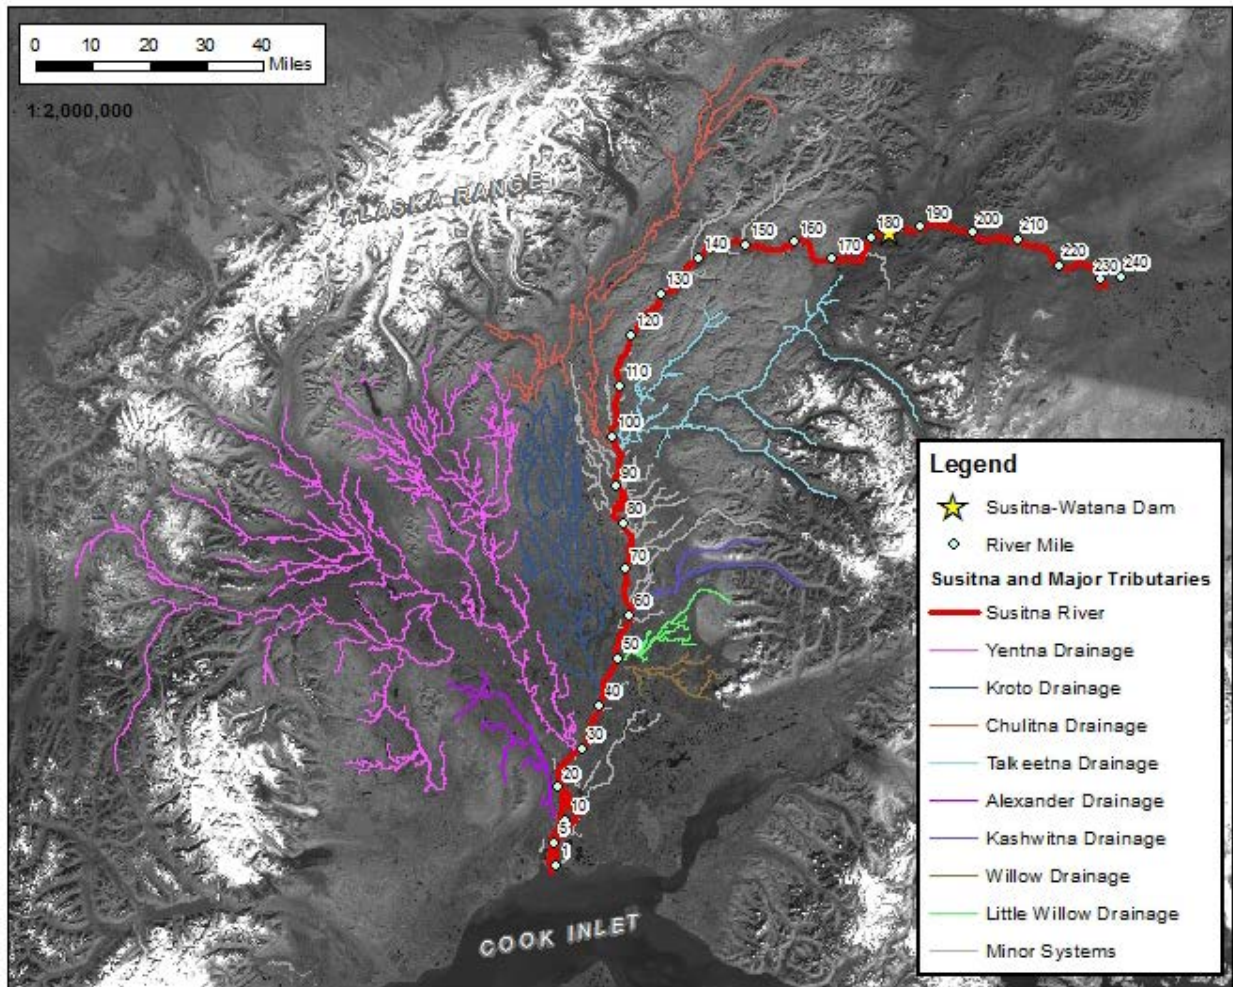 0 10 20 30 40
Miles
1:2,000,000
ALASKA RANGE
140
150
160
170
180
190
200
210
220
230
240
130
120
110
100
90
80
70
60
50
40
30
20
10
5
1
COOK INLET
Legend
Susitna-Watana Dam
River Mile
Susitna and Major Tributaries
Susitna River
Yentna Drainage
Kroto Drainage
Chulitna Drainage
Talkeetna Drainage
Alexander Drainage
Kashwitna Drainage
Willow Drainage
Little Willow Drainage
Minor Systems